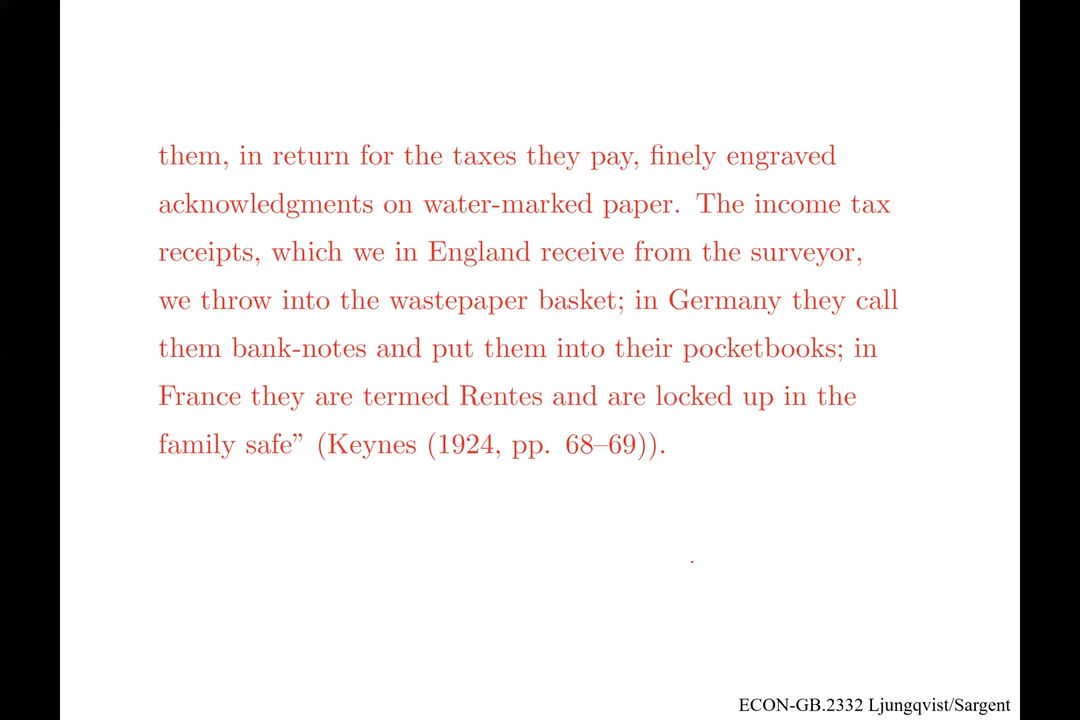 them, in return for the taxes they pay, finely engraved
acknowledgments on water-marked paper. The income tax
receipts, which we in England receive from the surveyor,
we throw into the wastepaper basket; in Germany they call
them bank-notes and put them into their pocketbooks; in
France they are termed Rentes and are locked up in the
family safe” (Keynes (1924, pp. 68–69)).
.
ECON-GB.2332 Ljungqvist/Sargent